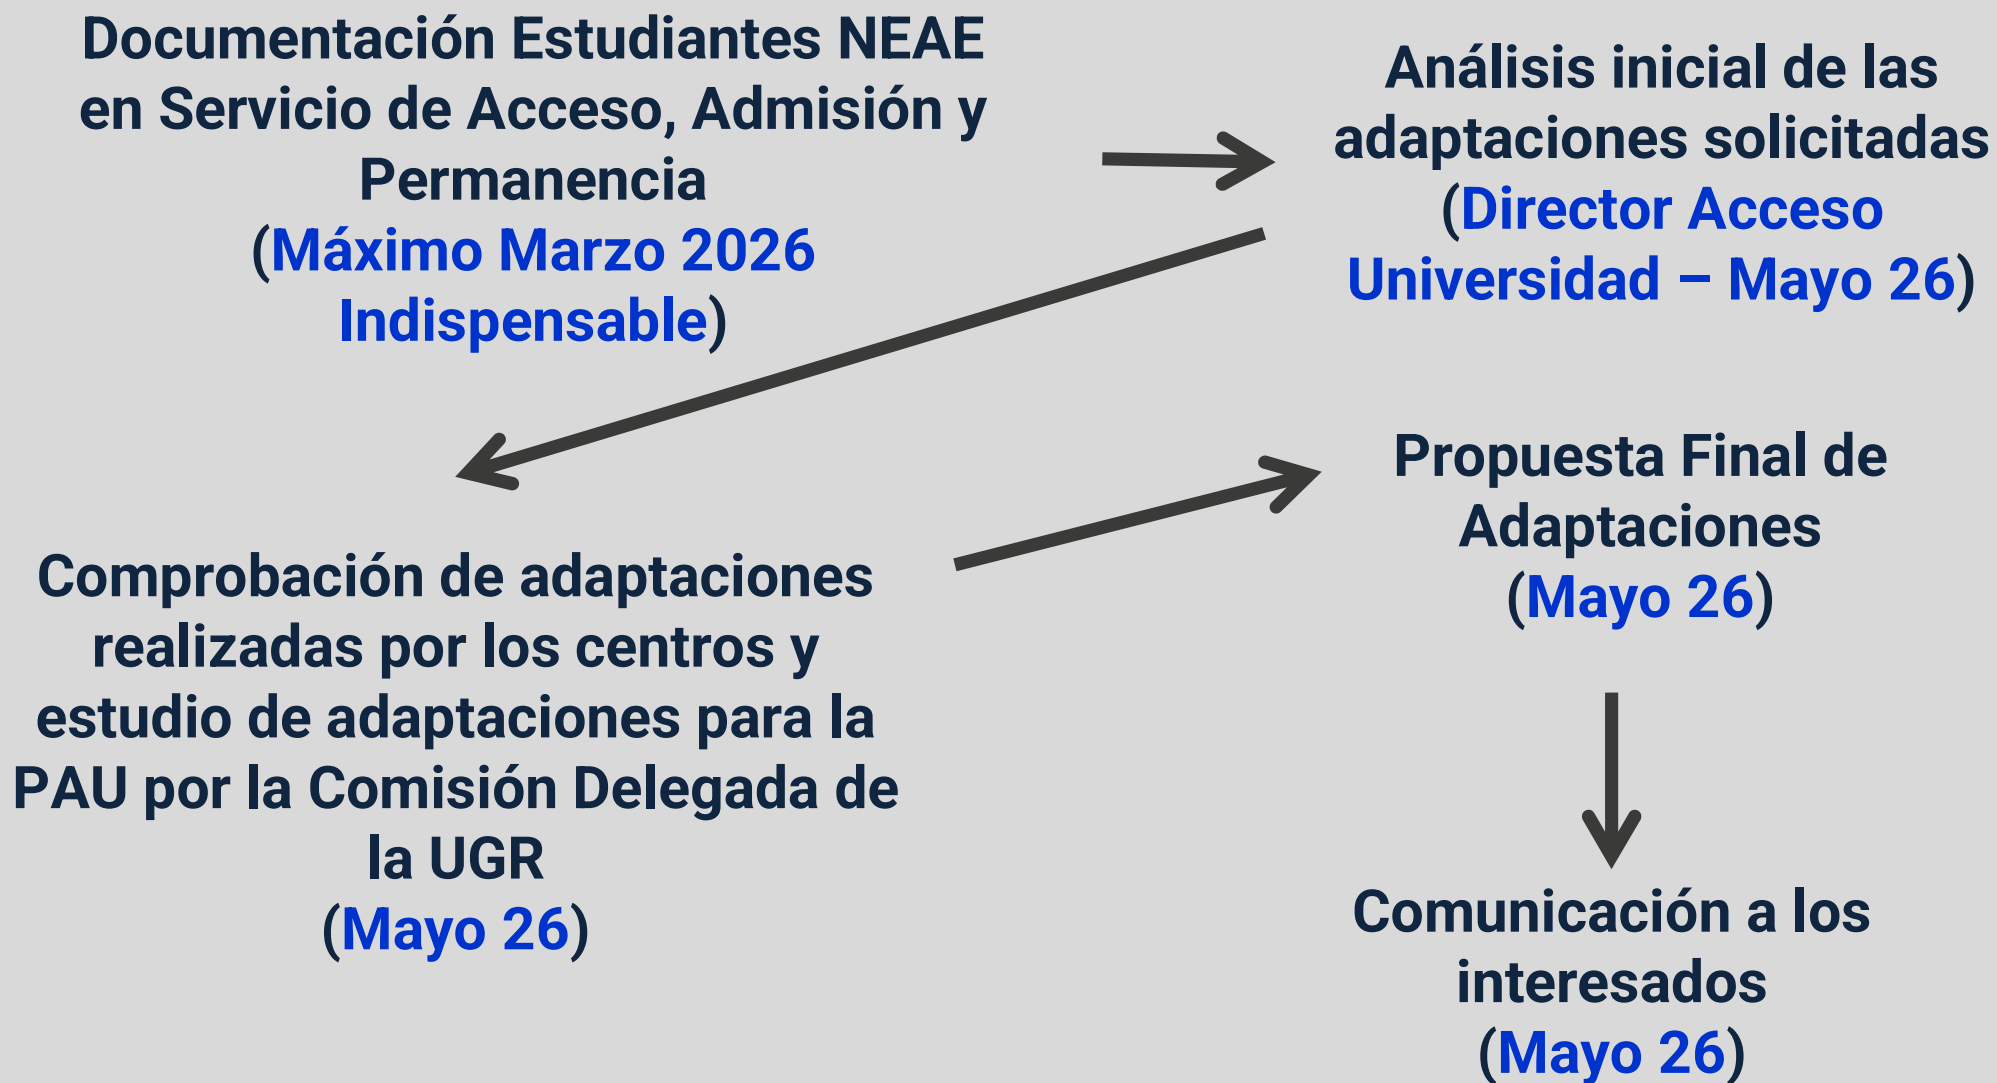 Documentación Estudiantes NEAE
en Servicio de Acceso, Admisión y
Permanencia
(Máximo Marzo 2026
Indispensable)
Análisis inicial de las
adaptaciones solicitadas
(Director Acceso
Universidad – Mayo 26)
Comprobación de adaptaciones
realizadas por los centros y
estudio de adaptaciones para la
PAU por la Comisión Delegada de
la UGR
(Mayo 26)
Propuesta Final de
Adaptaciones
(Mayo 26)
Comunicación a los
interesados
(Mayo 26)